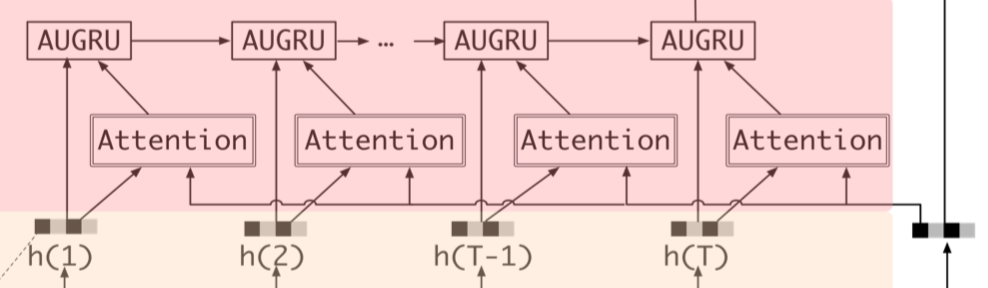 AUGRU AUGRU ... AUGRU AUGRU
Attention Attention Attention Attention
h(1) h(2) h(T-1) h(T)